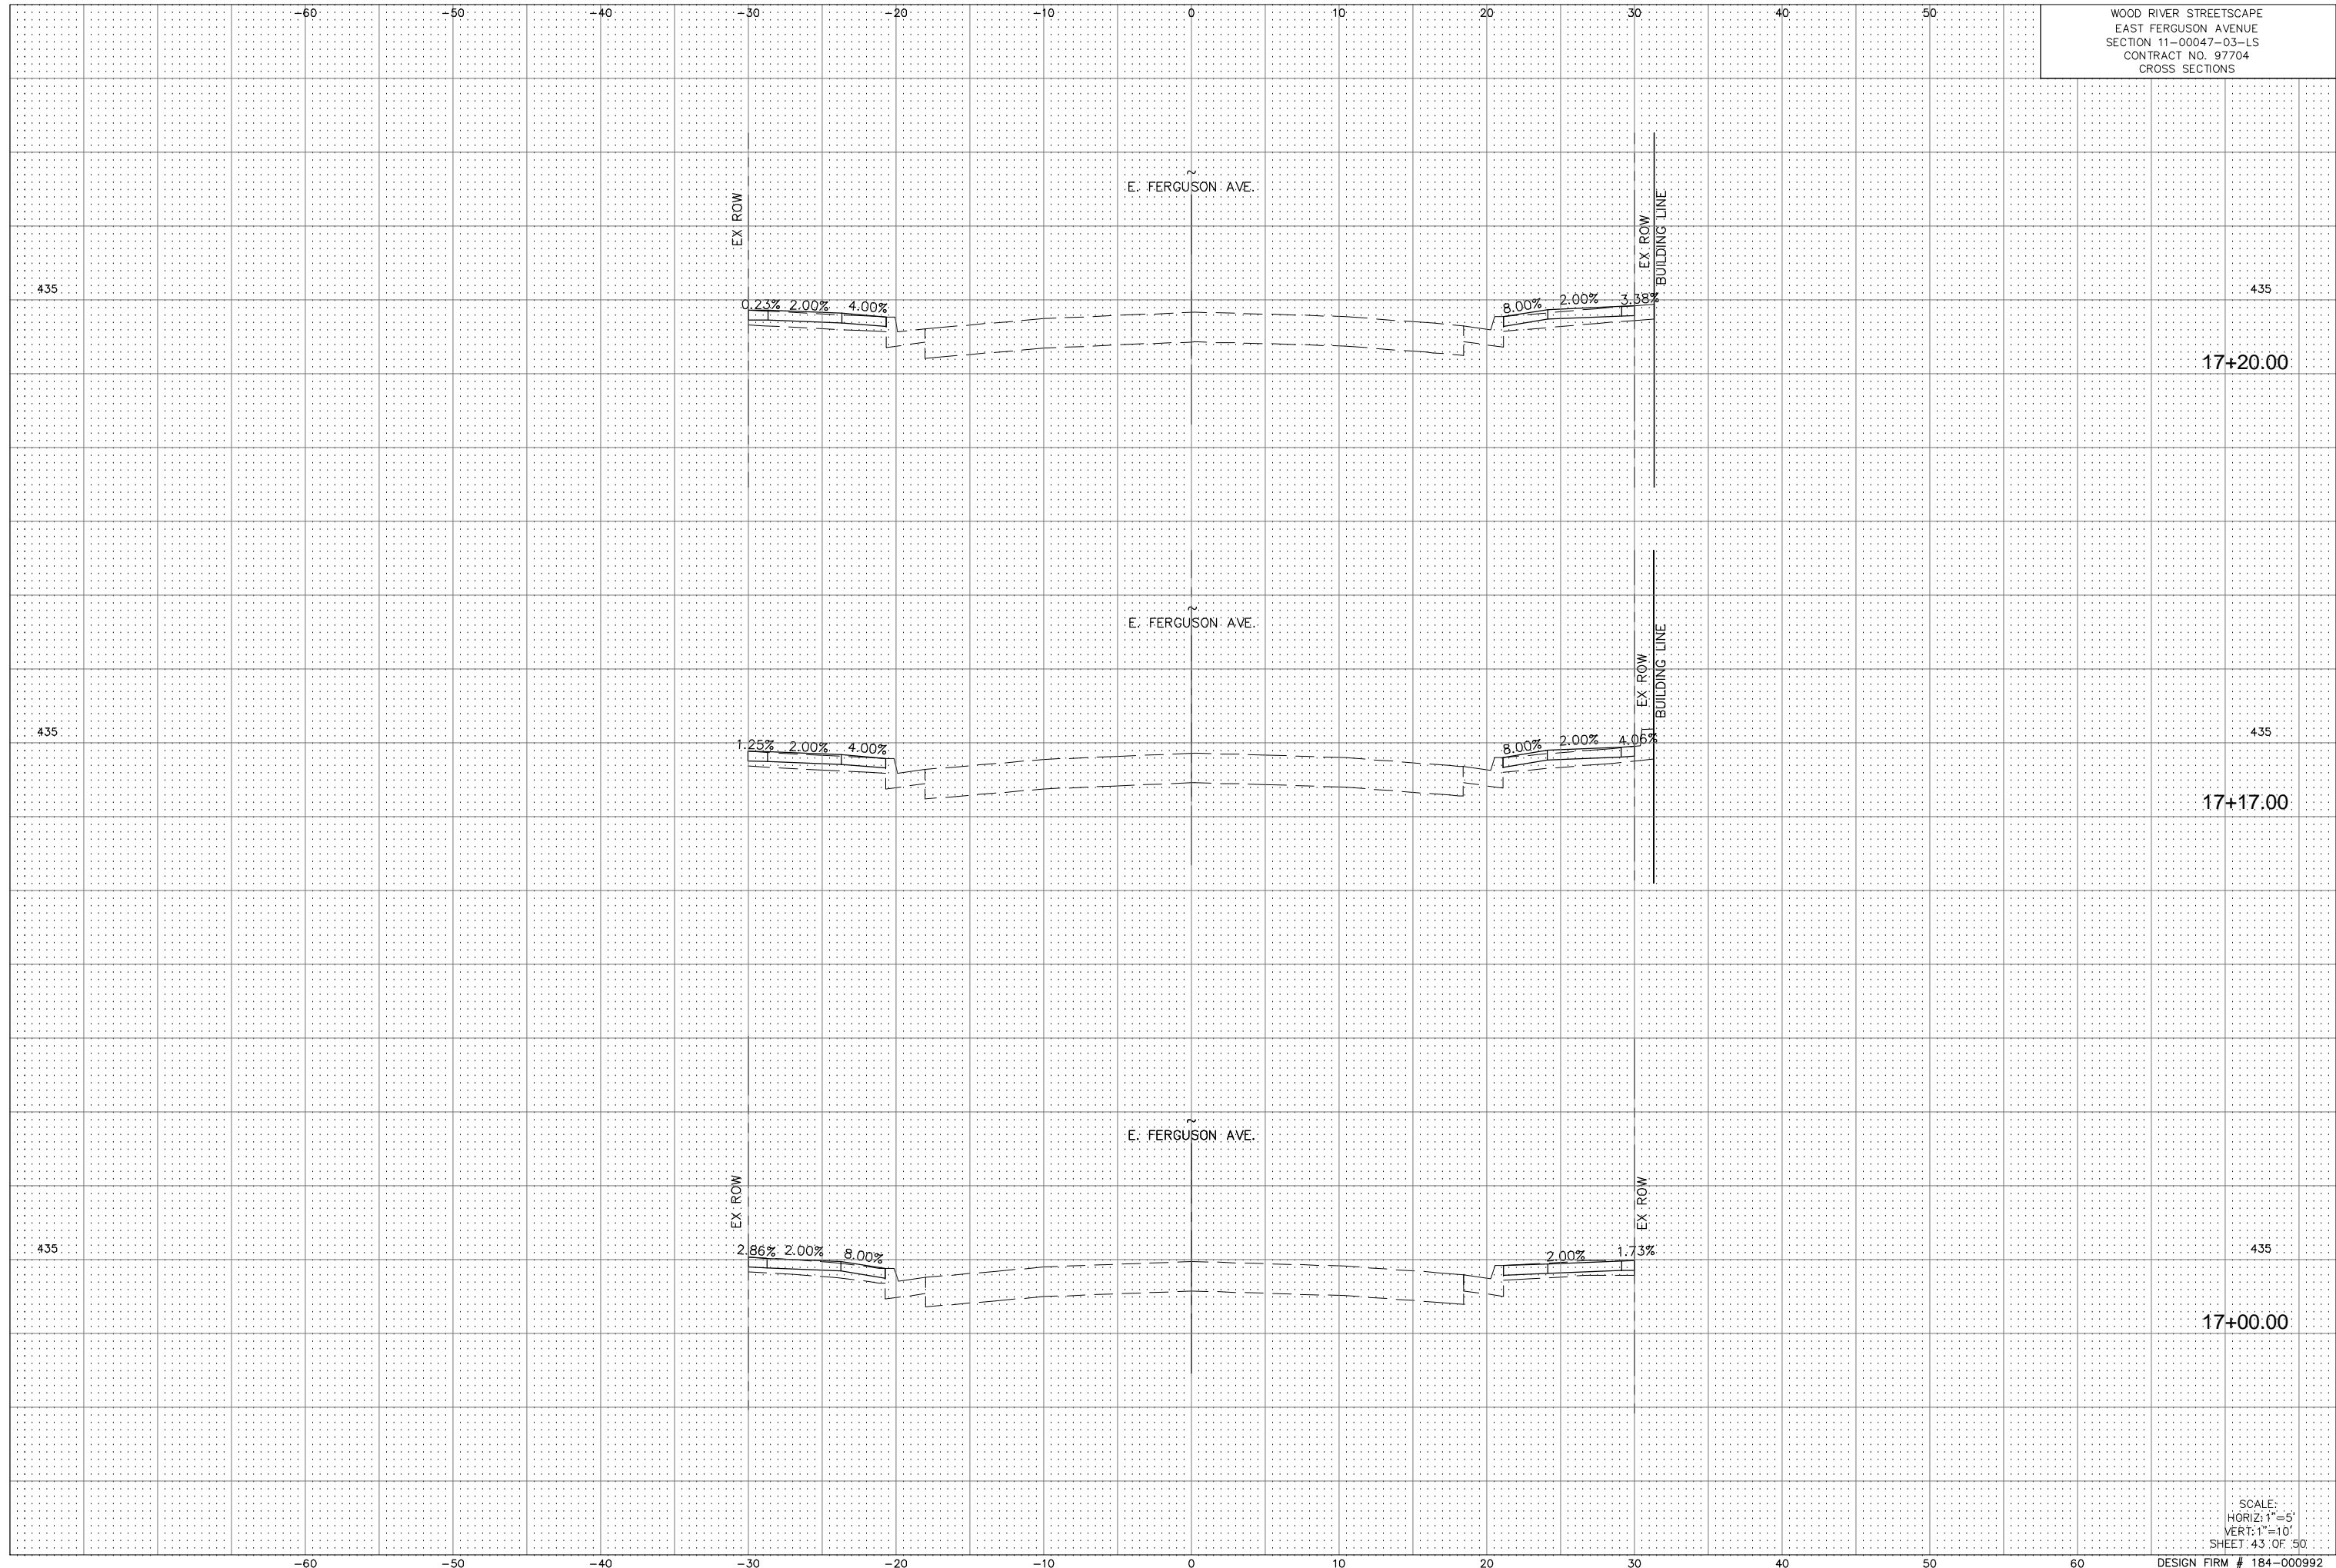 -60 -50 -40 -30 -20 -10 0 10 20 30 40 50
WOOD RIVER STREETSCAPE
EAST FERGUSON AVENUE
SECTION 11-00047-03-LS
CONTRACT NO. 97704
CROSS SECTIONS
~
E. FERGUSON AVE.
EX ROW
EX ROW
BUILDING LINE
435 435
0.23% 2.00% 4.00% 8.00% 2.00% 3.38%
17+20.00
~
E. FERGUSON AVE.
EX ROW
BUILDING LINE
435 435
1.25% 2.00% 4.00% 8.00% 2.00% 4.06%
17+17.00
~
E. FERGUSON AVE.
EX ROW
EX ROW
435 435
2.86% 2.00% 8.00% 2.00% 1.73%
17+00.00
SCALE:
HORIZ: 1"=5'
VERT: 1"=10'
SHEET 43 OF 50
-60 -50 -40 -30 -20 -10 0 10 20 30 40 50 60
DESIGN FIRM # 184-000992